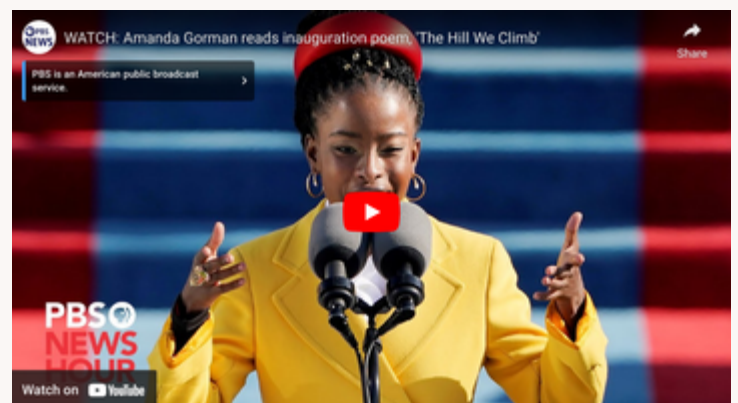 PBS
NEWS
WATCH: Amanda Gorman reads inauguration poem, 'The Hill We Climb'
Share
PBS is an American public broadcast
service.
PBS
NEWS
HOUR
Watch on YouTube